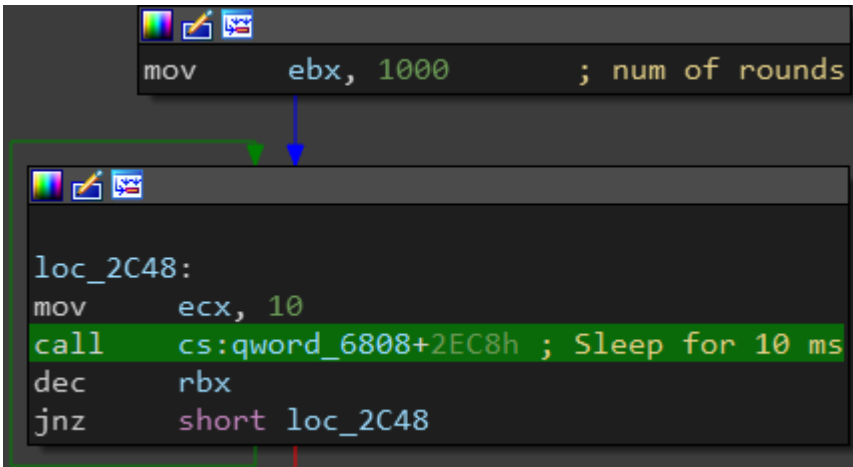 mov ebx, 1000 ; num of rounds
loc_2C48:
mov ecx, 10
call cs:qword_6808+2EC8h ; Sleep for 10 ms
dec rbx
jnz short loc_2C48